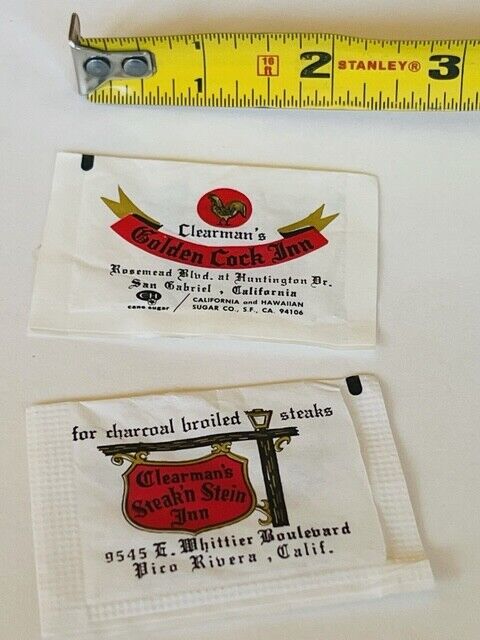 1 16 ft 2 STANLEY® 3
Clearman's
Golden Cock Inn
Rosemead Blvd. at Huntington Dr.
San Gabriel , California
C and H
cane sugar / CALIFORNIA and HAWAIIAN
SUGAR CO., S.F., CA. 94106
for charcoal broiled steaks
Clearman's
Steak'n Stein
Inn
9545 E. Whittier Boulevard
Pico Rivera , Calif.